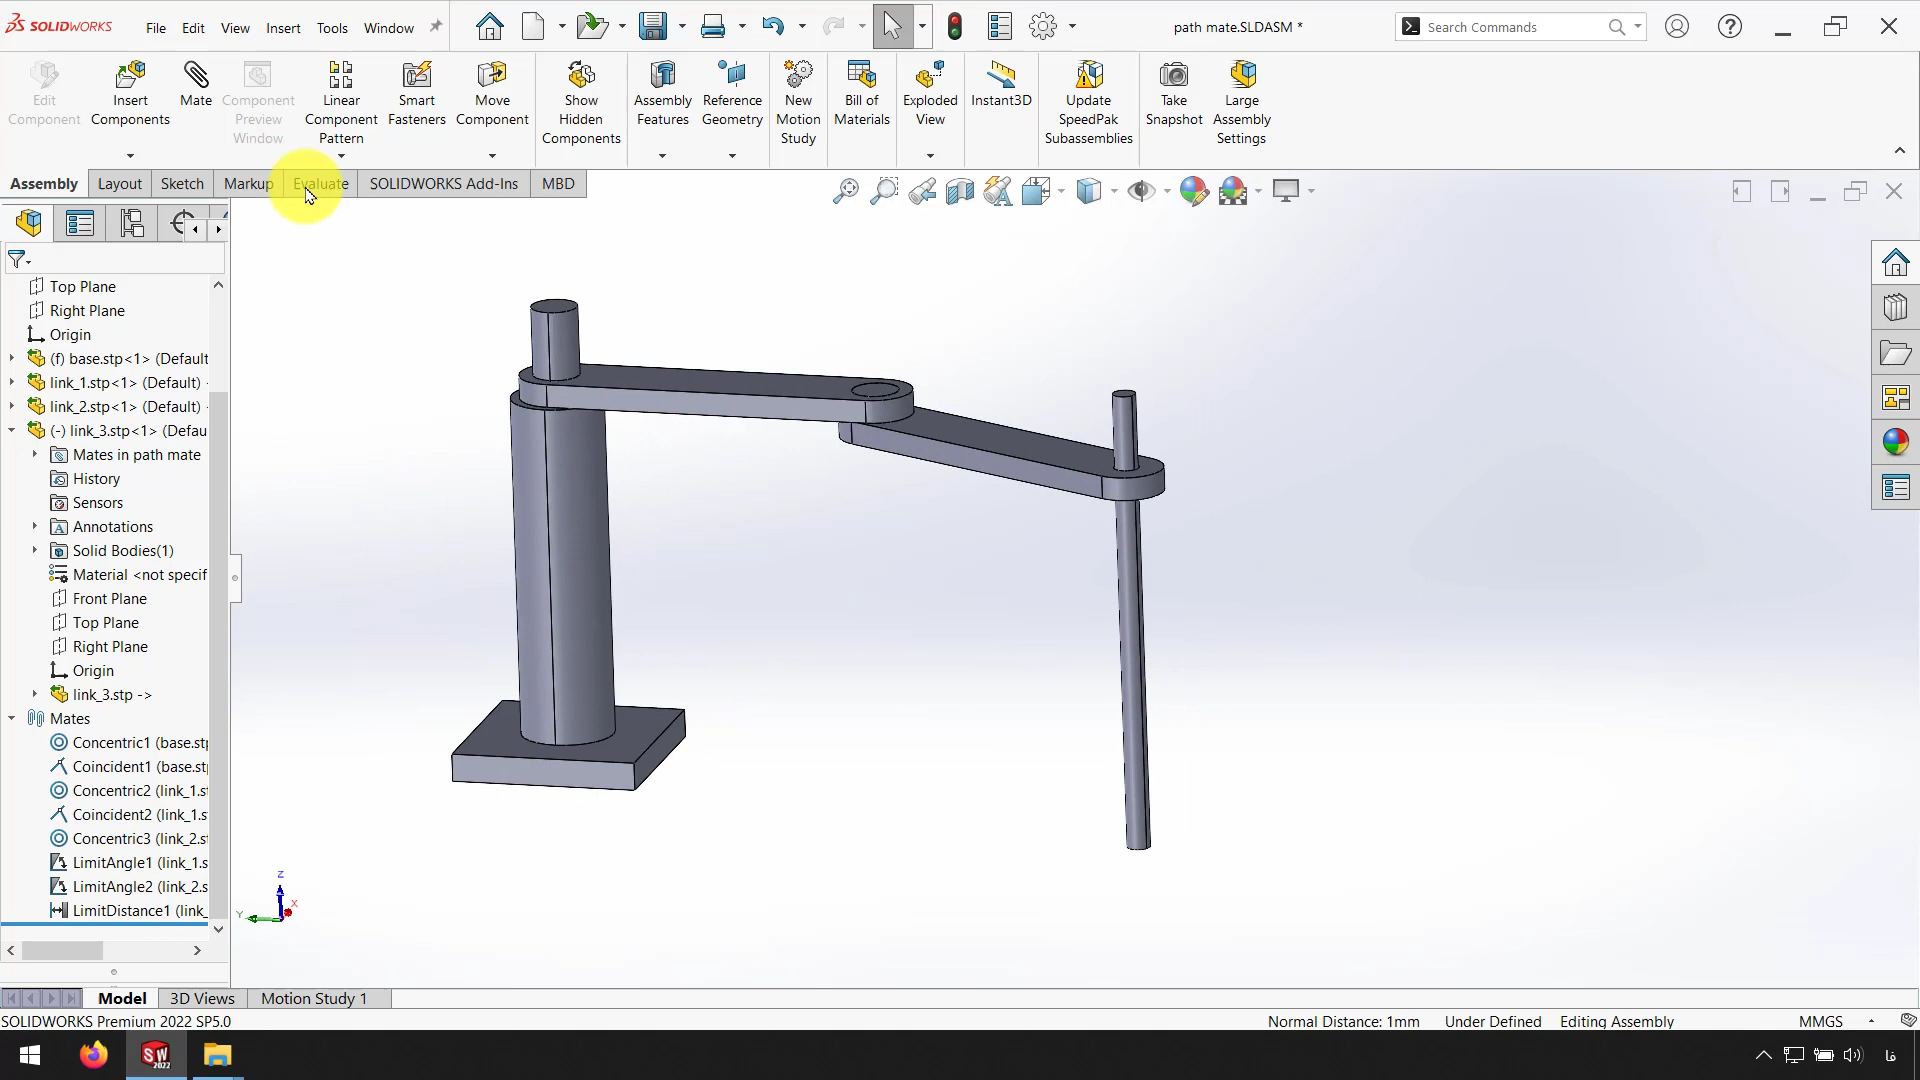 SOLIDWORKS
File Edit View Insert Tools Window
path mate.SLDASM *
Search Commands
Edit Component
Insert Components
Mate
Component Preview Window
Linear Component Pattern
Smart Fasteners
Move Component
Show Hidden Components
Assembly Features
Reference Geometry
New Motion Study
Bill of Materials
Exploded View
Instant3D
Update SpeedPak Subassemblies
Take Snapshot
Large Assembly Settings
Assembly Layout Sketch Markup Evaluate SOLIDWORKS Add-Ins MBD
Top Plane
Right Plane
Origin
(f) base.stp<1> (Default
link_1.stp<1> (Default)
link_2.stp<1> (Default)
(-) link_3.stp<1> (Defau
Mates in path mate
History
Sensors
Annotations
Solid Bodies(1)
Material <not specif
Front Plane
Top Plane
Right Plane
Origin
link_3.stp ->
Mates
Concentric1 (base.stp
Coincident1 (base.stp
Concentric2 (link_1.s
Coincident2 (link_1.s
Concentric3 (link_2.s
LimitAngle1 (link_1.s
LimitAngle2 (link_2.s
LimitDistance1 (link_
Z
Y
X
Model 3D Views Motion Study 1
SOLIDWORKS Premium 2022 SP5.0
Normal Distance: 1mm Under Defined Editing Assembly MMGS
SW 2022
فا